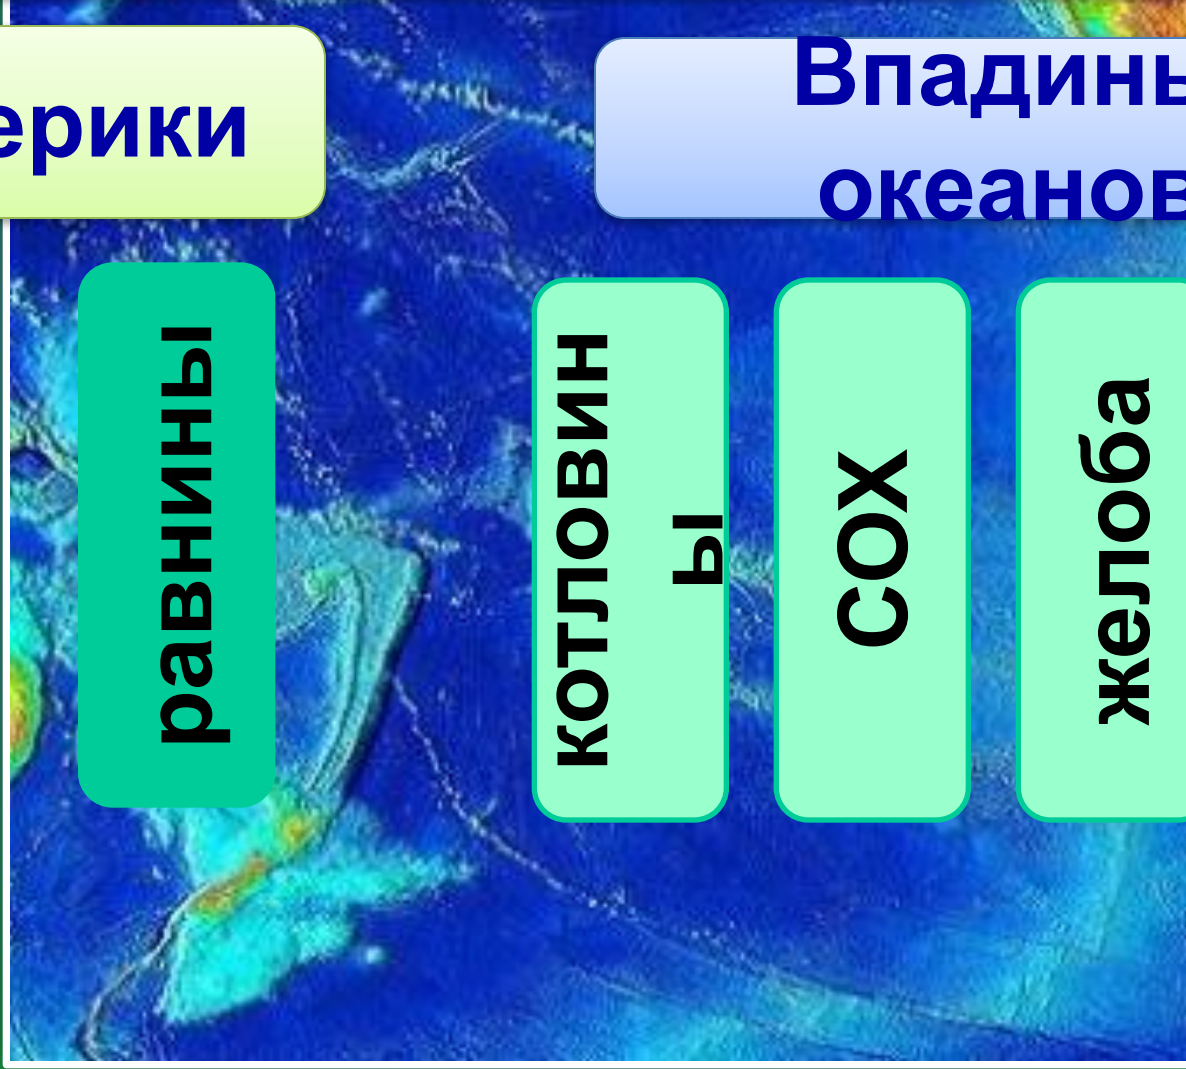 ерики
Впадины
океанов
равнины
котловин
ы
СОХ
желоба